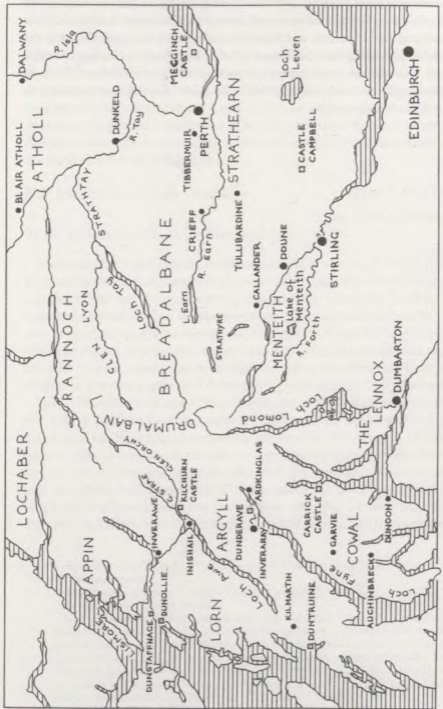 LOCHABER
RANNOCH
BLAIR ATHOLL
ATHOLL
DALWANY
R. Isla
APPIN
LISMORE
GLEN LYON
STRATHTAY
DUNKELD
R. Tay
MEGGINCH
CASTLE
DUNSTAFFNAGE
DUNOLLIE
INVERAWE
GLEN ORCHY
G. STRAE
KILCHURN
CASTLE
INISHAIL
LOCH TAY
BREADALBANE
TIBBERMUIR
PERTH
DRUMALBAN
L. Earn
CRIEFF
R. Earn
STRATHEARN
LORN
Loch Awe
ARGYLL
DUNDERAVE
ARDKINGLAS
INVERARAY
STRATHYRE
TULLIBARDINE
CALLANDER
Loch
Leven
CASTLE
CAMPBELL
KILMARTIN
DUNTRUINE
CARRICK
CASTLE
GARVIE
COWAL
Loch Fyne
AUCHINBRECK
DUNOON
Loch Lomond
MENTEITH
Lake of
Menteith
R. Forth
DOUNE
STIRLING
THE LENNOX
DUMBARTON
EDINBURGH